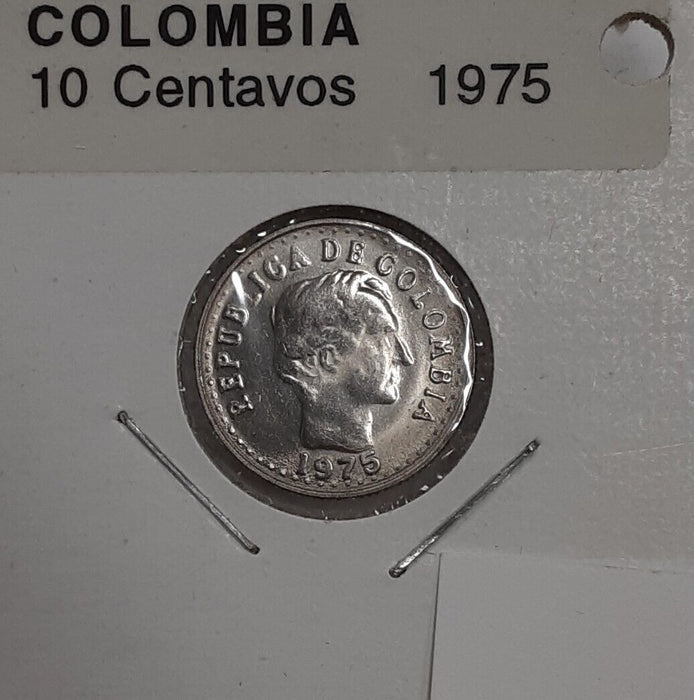 COLOMBIA
10 Centavos 1975
REPUBLICA DE COLOMBIA
1975